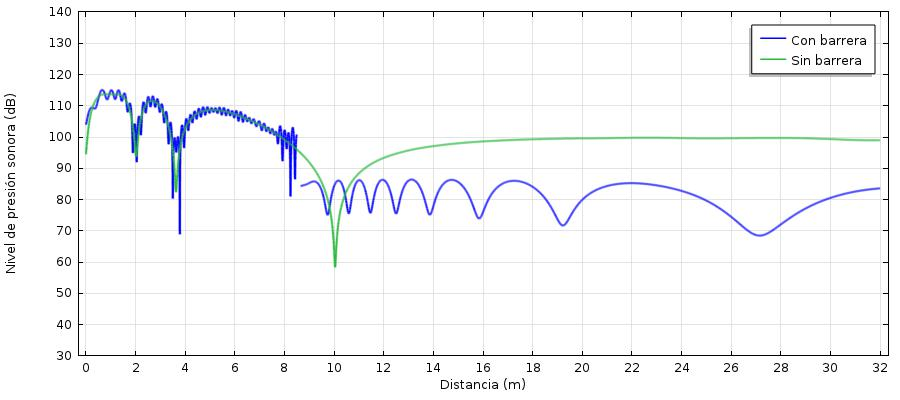 140
130
120
110
100
90
80
70
60
50
40
30
Nivel de presión sonora (dB)
Con barrera
Sin barrera
0 2 4 6 8 10 12 14 16 18 20 22 24 26 28 30 32
Distancia (m)